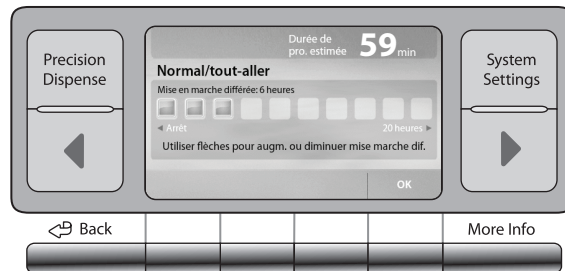 Precision
Dispense
Durée de
pro. estimée 59 min
Normal/tout-aller
Mise en marche différée: 6 heures
◄ Arrêt
20 heures ►
Utiliser flèches pour augm. ou diminuer mise marche dif.
OK
System
Settings
Back
More Info